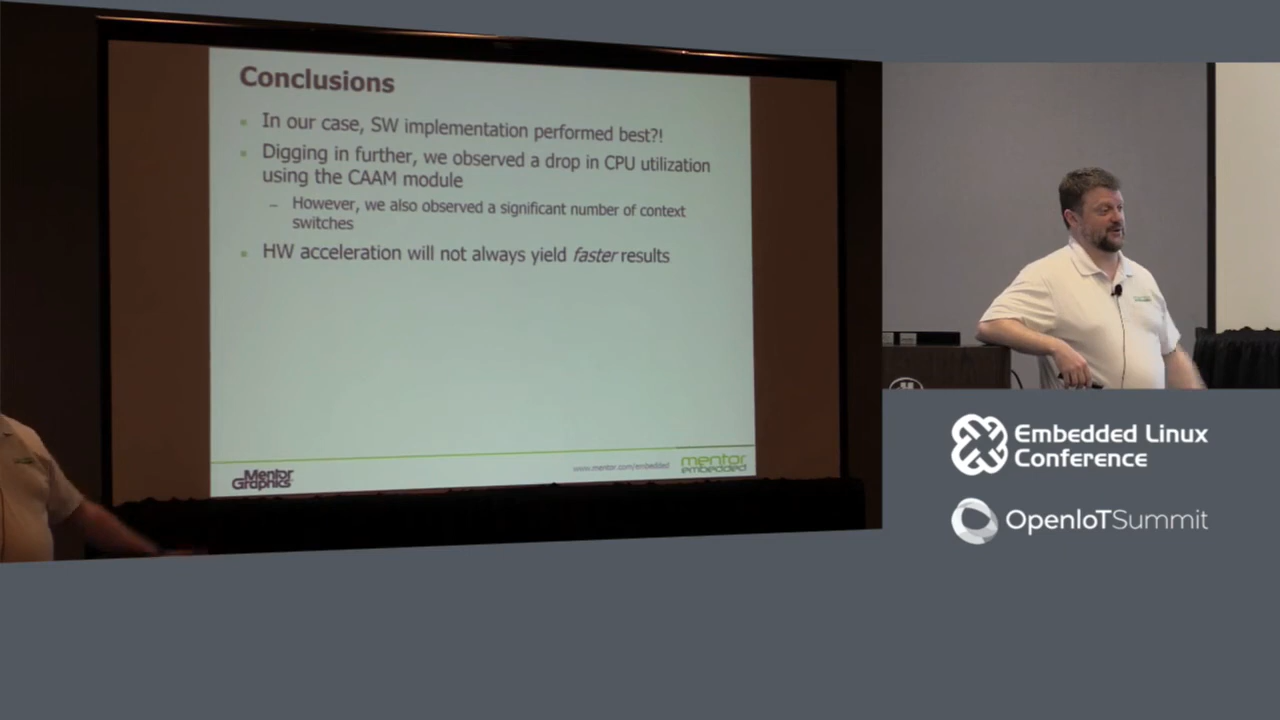 Conclusions
In our case, SW implementation performed best?!
Digging in further, we observed a drop in CPU utilization
using the CAAM module
However, we also observed a significant number of context
switches
HW acceleration will not always yield faster results
Mentor
Graphics
www.mentor.com/embedded
mentor
embedded
Embedded Linux
Conference
OpenIoTSummit